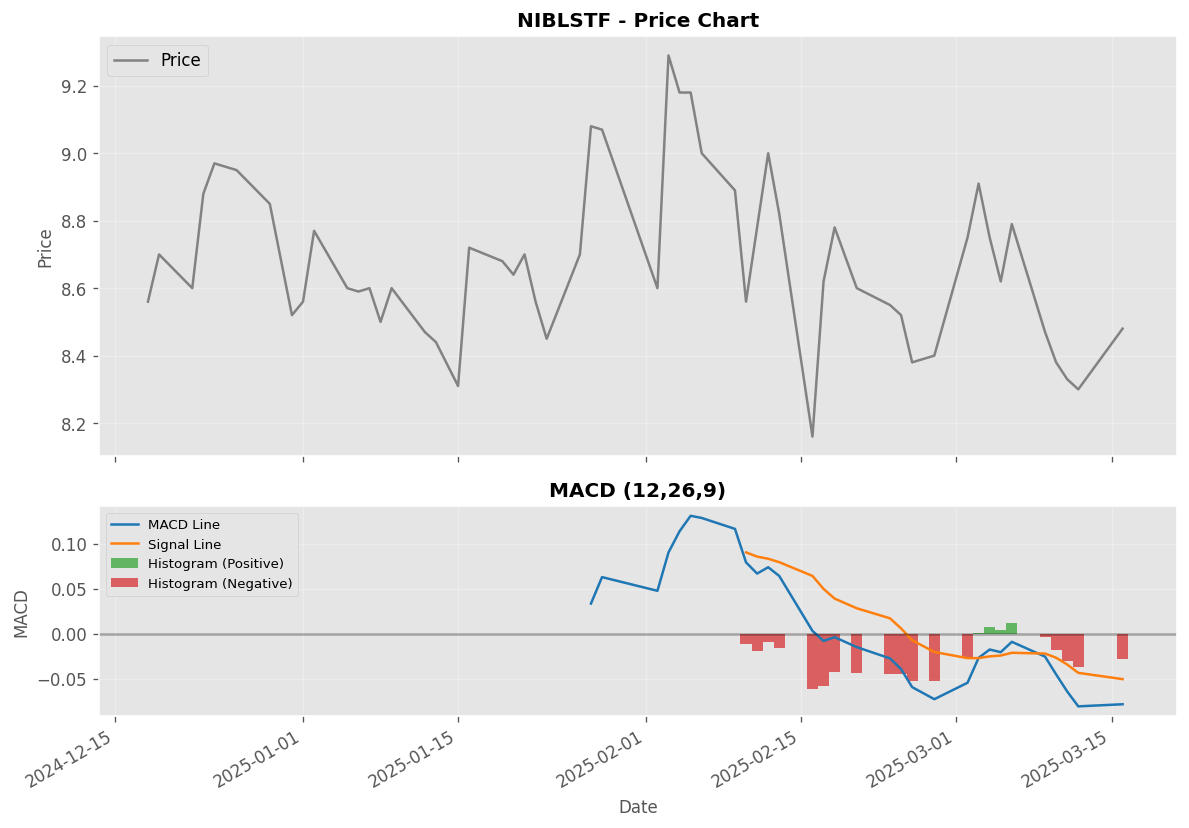 NIBLSTF - Price Chart
Price
9.2
9.0
8.8
8.6
8.4
8.2
Price
MACD (12,26,9)
MACD Line
Signal Line
Histogram (Positive)
Histogram (Negative)
0.10
0.05
0.00
−0.05
MACD
2024-12-15
2025-01-01
2025-01-15
2025-02-01
2025-02-15
2025-03-01
2025-03-15
Date